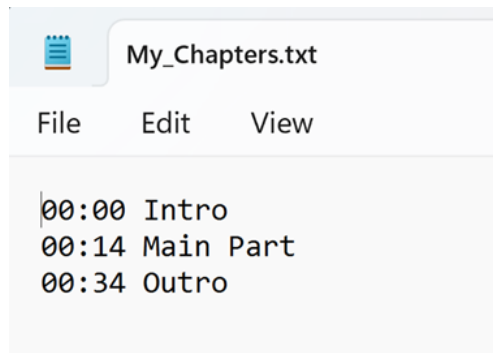 My_Chapters.txt
File Edit View
00:00 Intro
00:14 Main Part
00:34 Outro